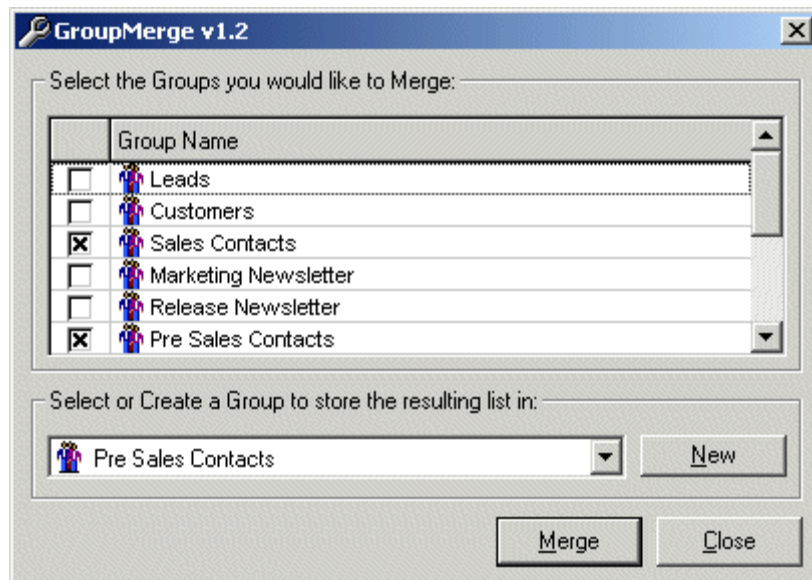 GroupMerge v1.2
Select the Groups you would like to Merge:
Group Name
Leads
Customers
Sales Contacts
Marketing Newsletter
Release Newsletter
Pre Sales Contacts
Select or Create a Group to store the resulting list in:
Pre Sales Contacts
New
Merge
Close